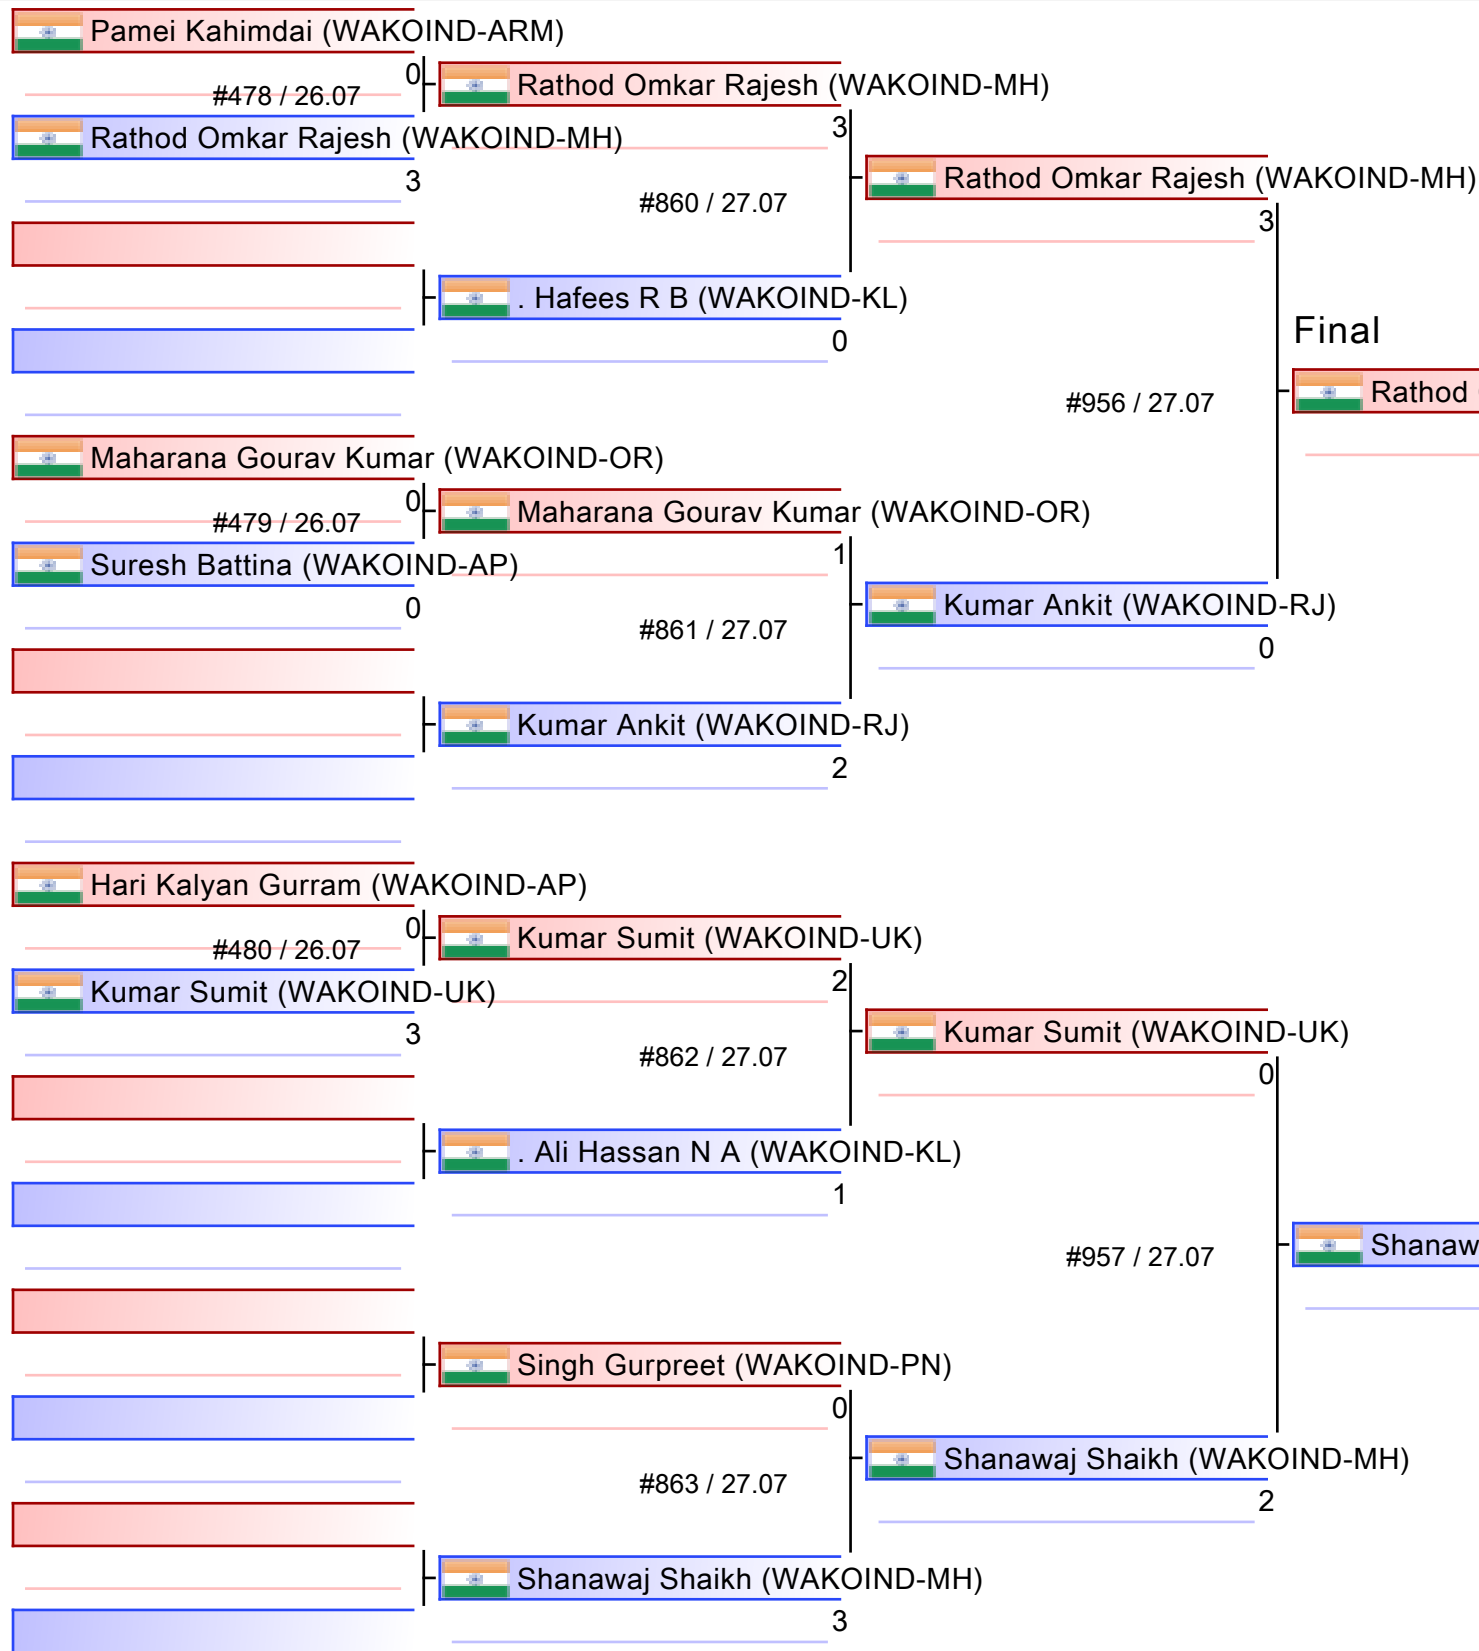 Pamei Kahimdai (WAKOIND-ARM)
0
#478 / 26.07
Rathod Omkar Rajesh (WAKOIND-MH)
3
Rathod Omkar Rajesh (WAKOIND-MH)
3
#860 / 27.07
. Hafees R B (WAKOIND-KL)
0
Rathod Omkar Rajesh (WAKOIND-MH)
3
#956 / 27.07
Final
Rathod
Maharana Gourav Kumar (WAKOIND-OR)
0
#479 / 26.07
Suresh Battina (WAKOIND-AP)
0
Maharana Gourav Kumar (WAKOIND-OR)
1
#861 / 27.07
Kumar Ankit (WAKOIND-RJ)
2
Kumar Ankit (WAKOIND-RJ)
0
Hari Kalyan Gurram (WAKOIND-AP)
0
#480 / 26.07
Kumar Sumit (WAKOIND-UK)
3
Kumar Sumit (WAKOIND-UK)
2
#862 / 27.07
. Ali Hassan N A (WAKOIND-KL)
1
Kumar Sumit (WAKOIND-UK)
0
#957 / 27.07
Shanaw
Singh Gurpreet (WAKOIND-PN)
0
#863 / 27.07
Shanawaj Shaikh (WAKOIND-MH)
3
Shanawaj Shaikh (WAKOIND-MH)
2